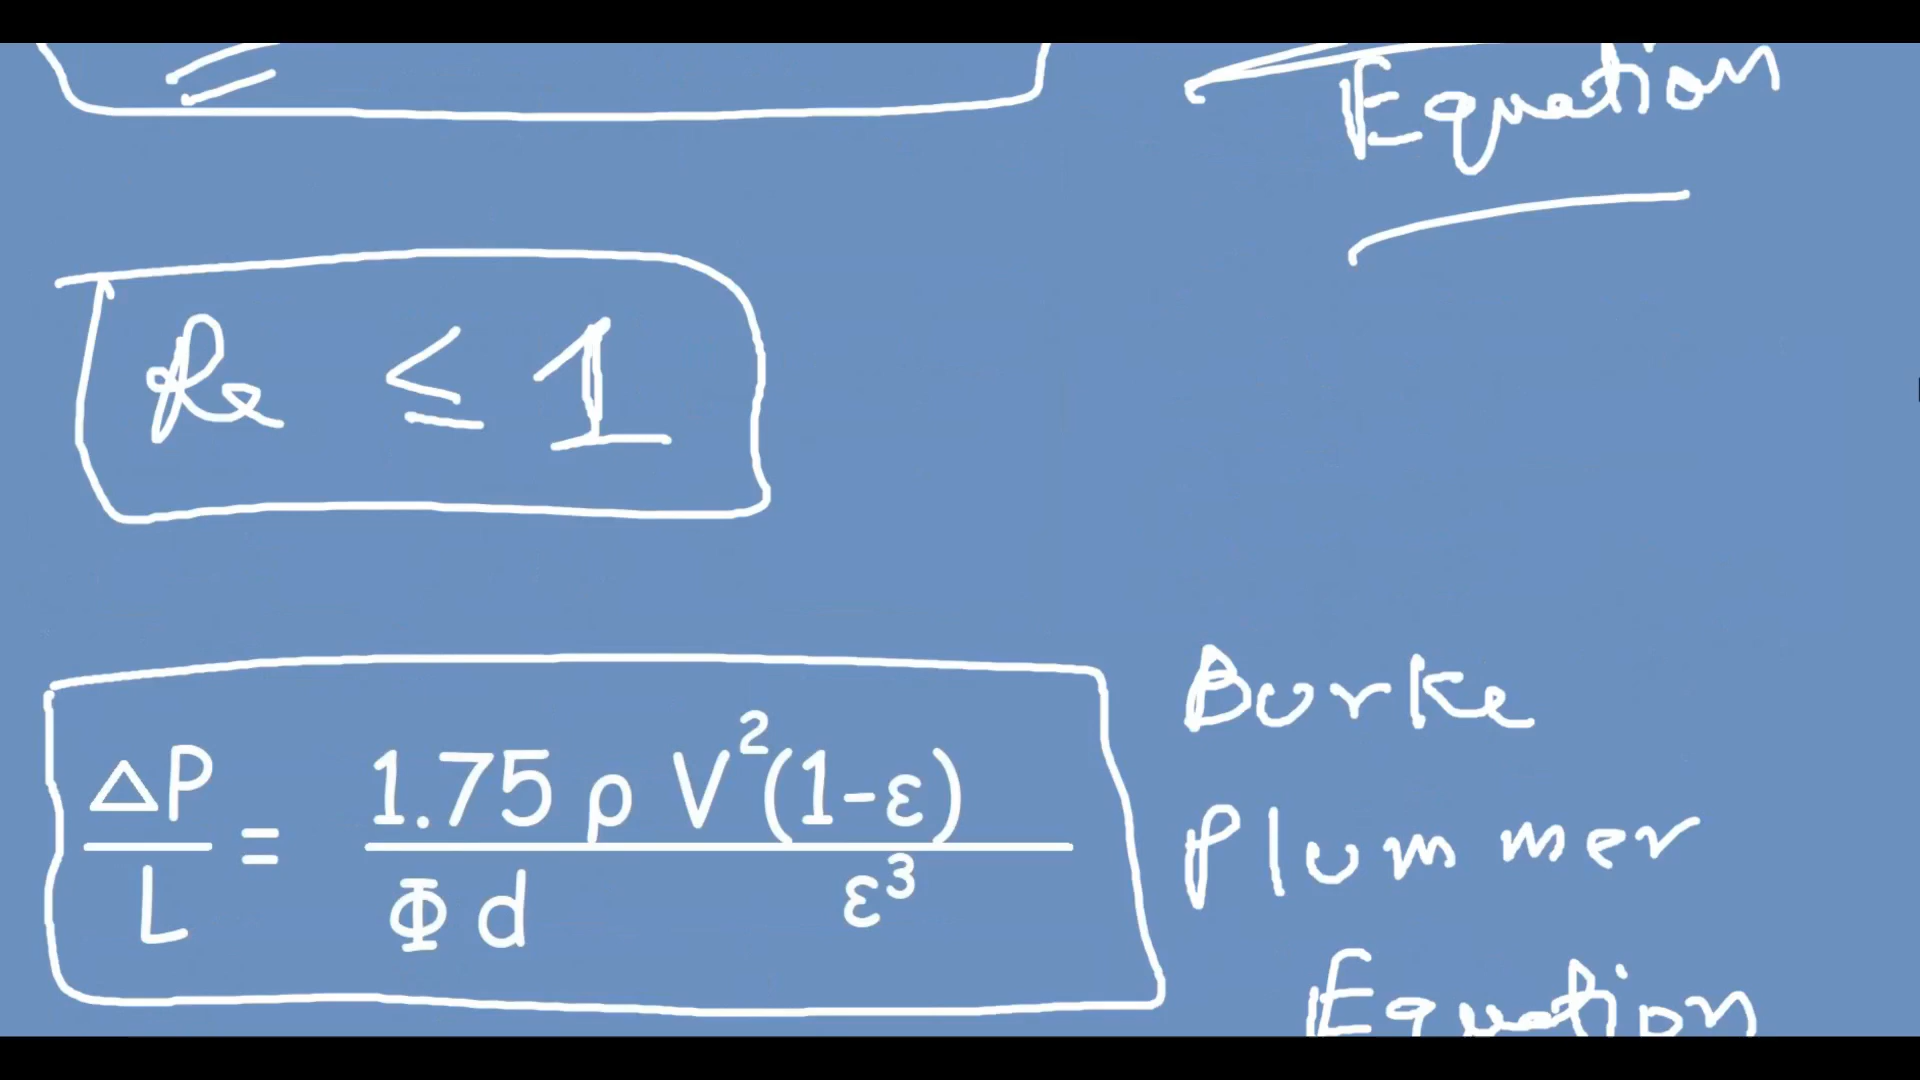 Equation
Re ≤ 1
ΔP/L = 1.75 ρ V²(1-ε) / Φ d ε³
Burke
Plummer
Equation